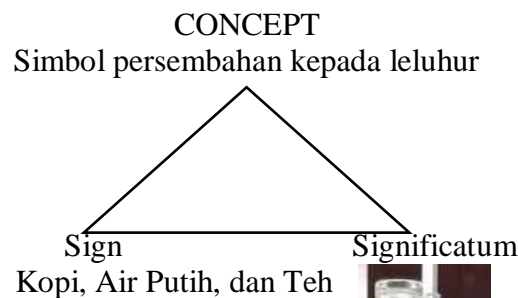 CONCEPT
Simbol persembahan kepada leluhur
Sign
Significatum
Kopi, Air Putih, dan Teh